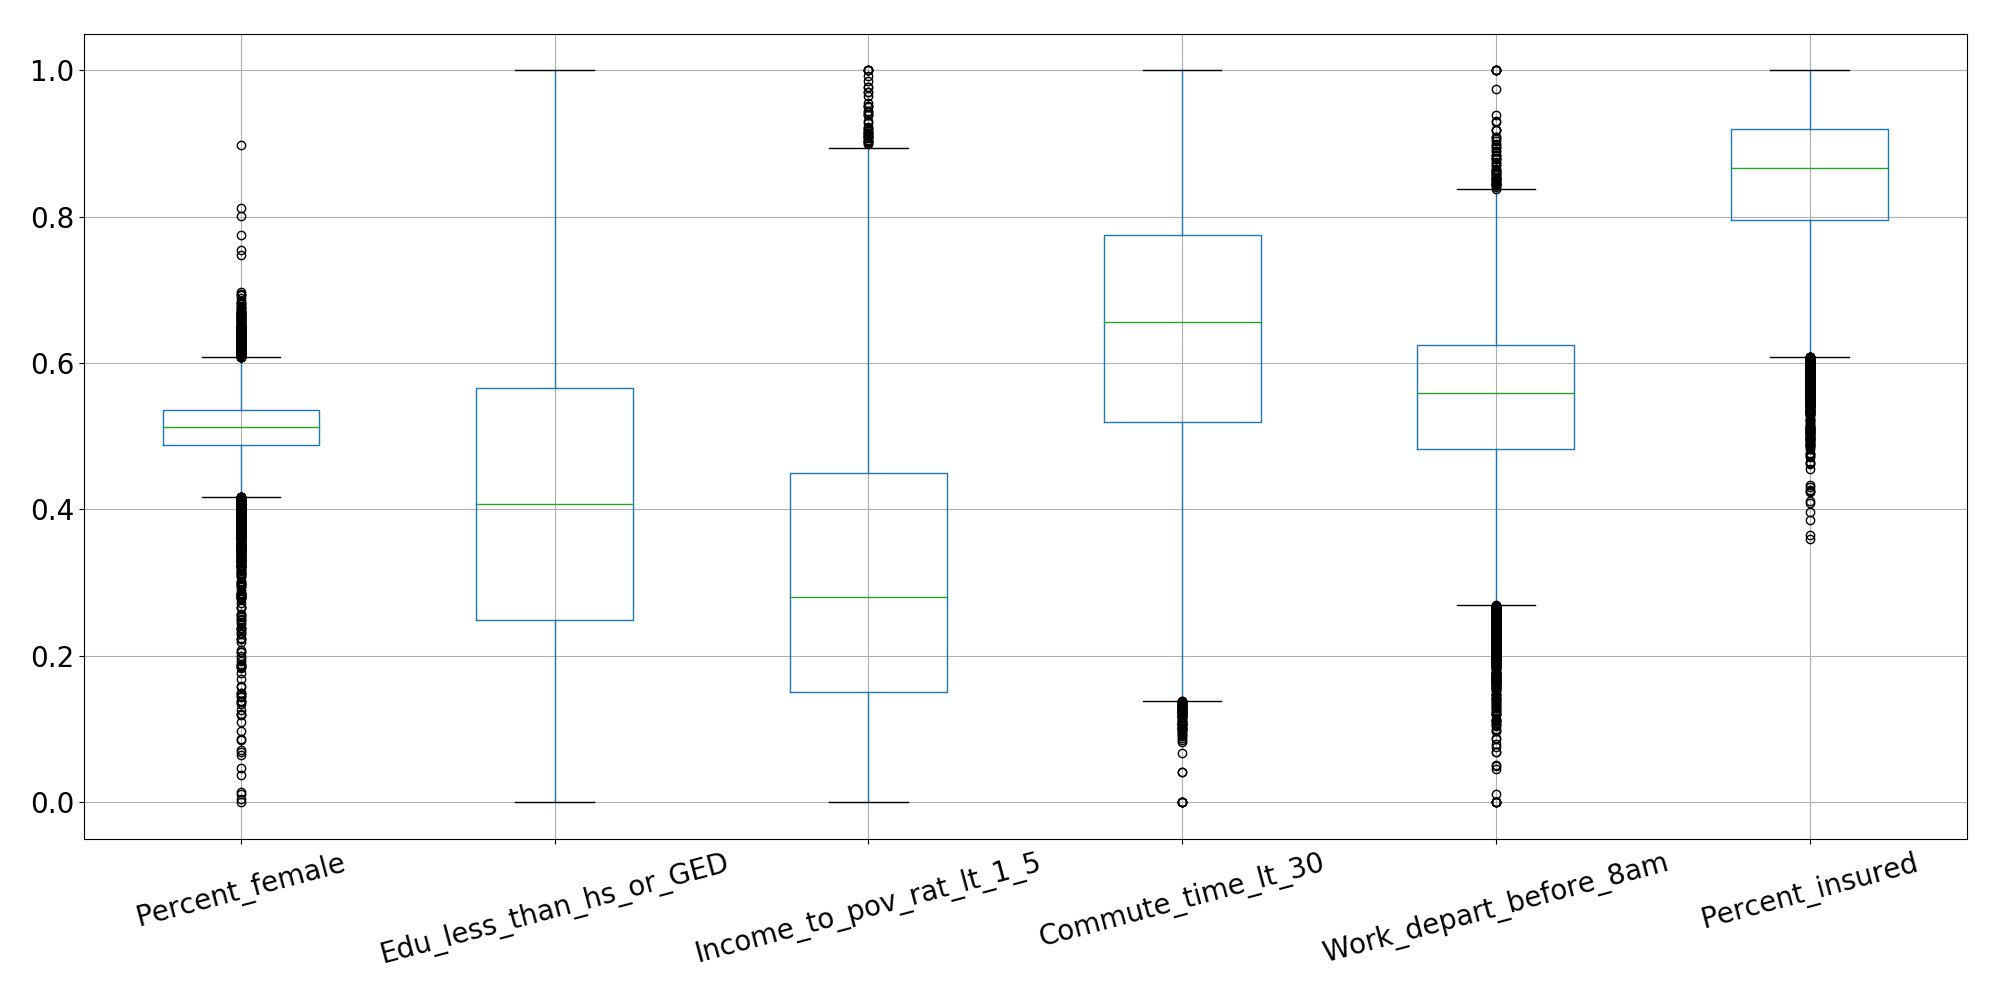 1.0
0.8
0.6
0.4
0.2
0.0
Percent_female
Edu_less_than_hs_or_GED
Income_to_pov_rat_lt_1_5
Commute_time_lt_30
Work_depart_before_8am
Percent_insured